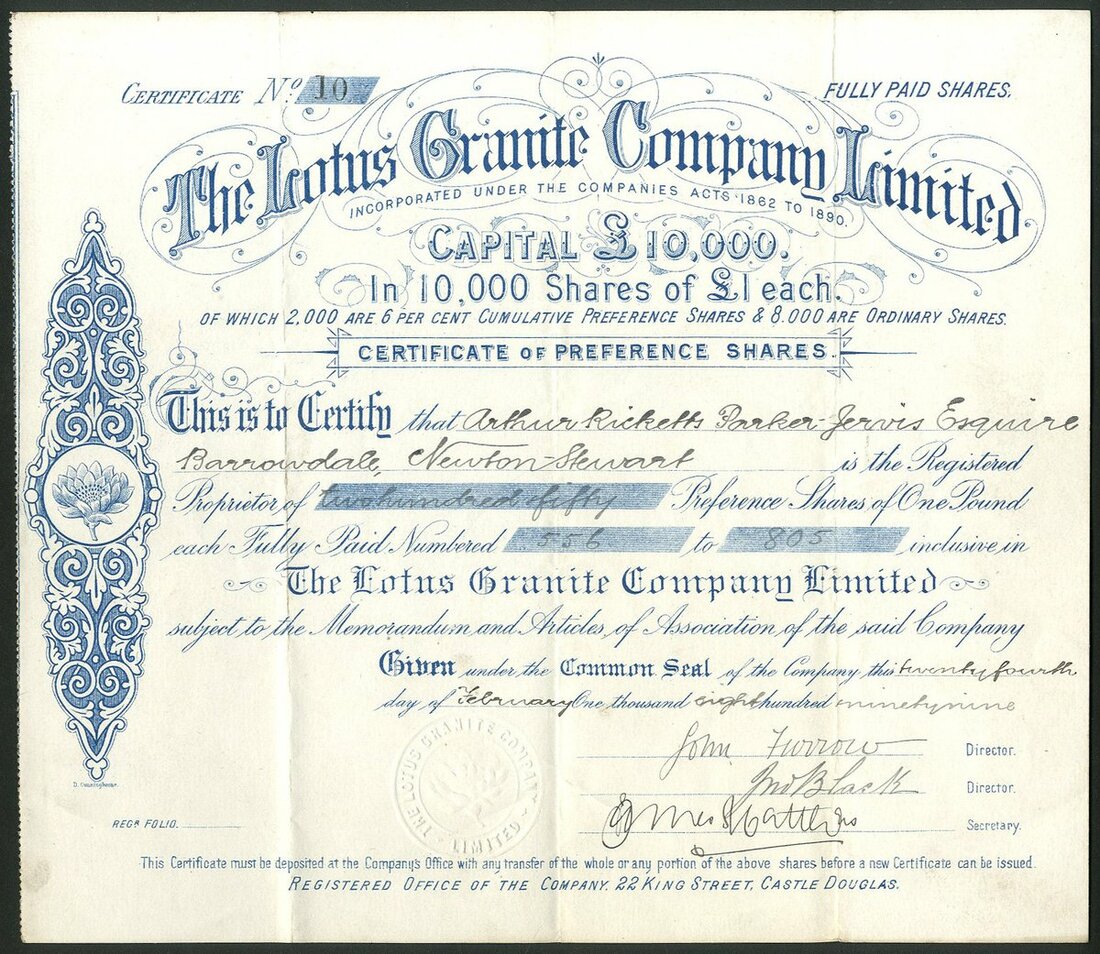 CERTIFICATE No. 10
FULLY PAID SHARES.
The Lotus Granite Company Limited
INCORPORATED UNDER THE COMPANIES ACTS 1862 TO 1890.
CAPITAL £10,000.
In 10,000 Shares of £1 each.
OF WHICH 2,000 ARE 6 PER CENT CUMULATIVE PREFERENCE SHARES & 8.000 ARE ORDINARY SHARES.
CERTIFICATE OF PREFERENCE SHARES.
This is to Certify that Arthur Ricketts Parker-Jervis Esquire
Barrowdale, Newton-Stewart is the Registered
Proprietor of two hundred fifty Preference Shares of One Pound
each Fully Paid Numbered 556 to 805 inclusive in
The Lotus Granite Company Limited
subject to the Memorandum and Articles of Association of the said Company
Given under the Common Seal of the Company this twentyfourth
day of February One thousand eight hundred ninetynine
John Furrow Director.
Jno Black Director.
Secretary.
THE LOTUS GRANITE COMPANY LIMITED
D. Cunninghame.
REGR. FOLIO.
This Certificate must be deposited at the Company's Office with any transfer of the whole or any portion of the above shares before a new Certificate can be issued.
REGISTERED OFFICE OF THE COMPANY. 22 KING STREET, CASTLE DOUGLAS.